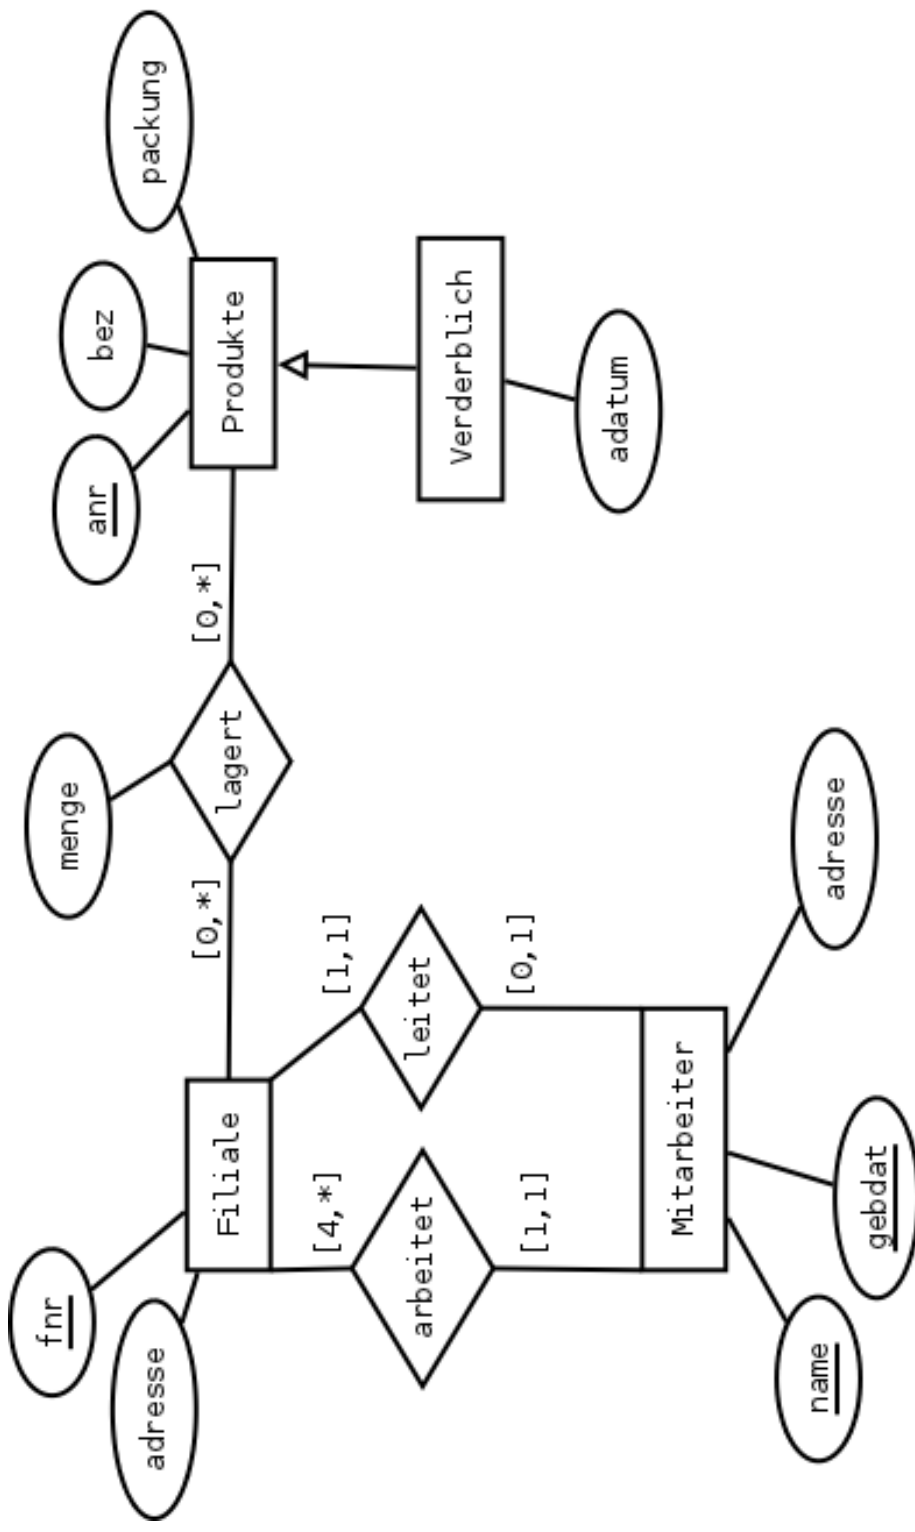 fnr
adresse
Filiale
[0,*]
menge
lagert
[0,*]
anr
bez
packung
Produkte
Verderblich
adatum
[4,*]
arbeitet
[1,1]
[1,1]
leitet
[0,1]
Mitarbeiter
name
gebdat
adresse